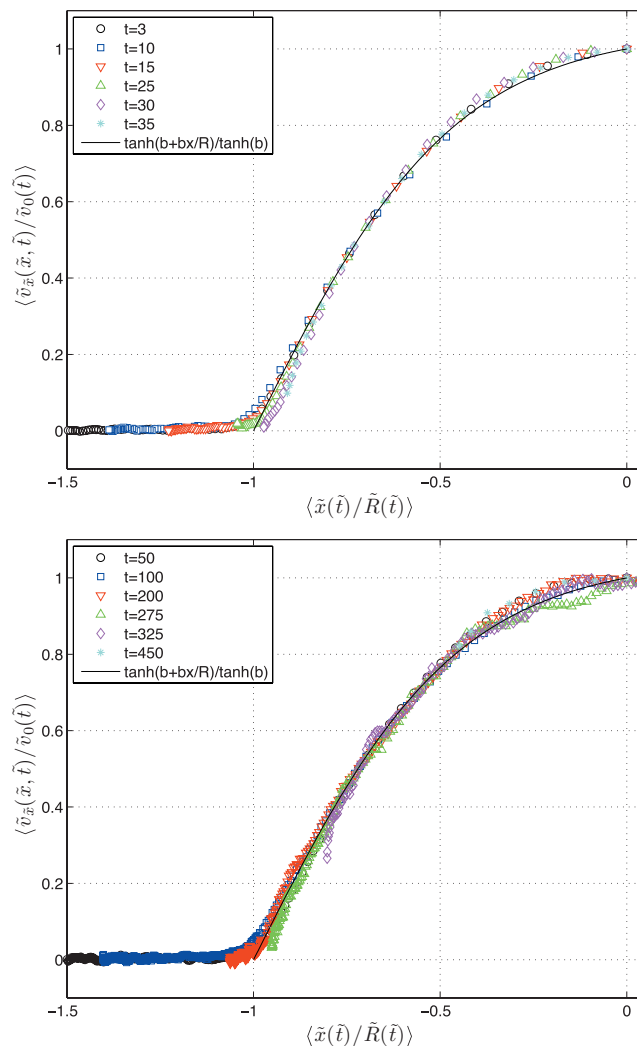 t=3
t=10
t=15
t=25
t=30
t=35
tanh(b+bx/R)/tanh(b)
1
0.8
0.6
0.4
0.2
0
-1.5 -1 -0.5 0
⟨ṽ_x̃(x̃, t̃)/ṽ_0(t̃)⟩
⟨x̃(t̃)/R̃(t̃)⟩
t=50
t=100
t=200
t=275
t=325
t=450
tanh(b+bx/R)/tanh(b)
1
0.8
0.6
0.4
0.2
0
-1.5 -1 -0.5 0
⟨ṽ_x̃(x̃, t̃)/ṽ_0(t̃)⟩
⟨x̃(t̃)/R̃(t̃)⟩